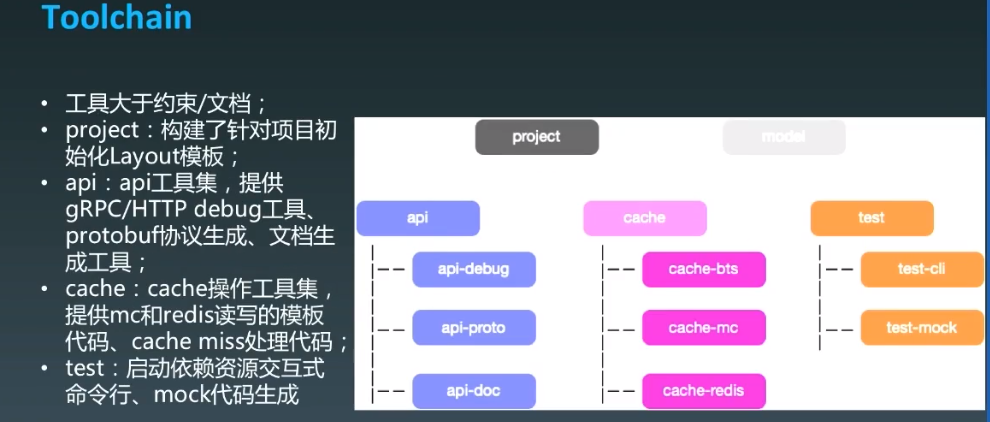 Toolchain
• 工具大于约束/文档；
• project：构建了针对项目初
始化Layout模板；
• api：api工具集，提供
gRPC/HTTP debug工具、
protobuf协议生成、文档生
成工具；
• cache：cache操作工具集，
提供mc和redis读写的模板
代码、cache miss处理代码；
• test：启动依赖资源交互式
命令行、mock代码生成
project
model
api
cache
test
api-debug
cache-bts
test-cli
api-proto
cache-mc
test-mock
api-doc
cache-redis